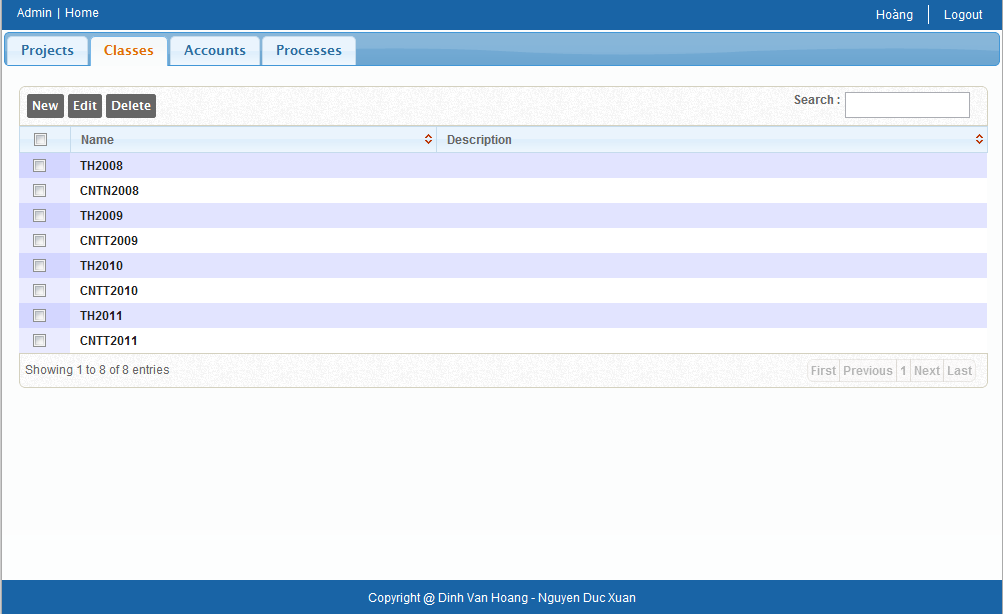 Admin | Home
Hoàng
Logout
Projects Classes Accounts Processes
New Edit Delete
Search :
Name Description
TH2008
CNTN2008
TH2009
CNTT2009
TH2010
CNTT2010
TH2011
CNTT2011
Showing 1 to 8 of 8 entries
First Previous 1 Next Last
Copyright @ Dinh Van Hoang - Nguyen Duc Xuan